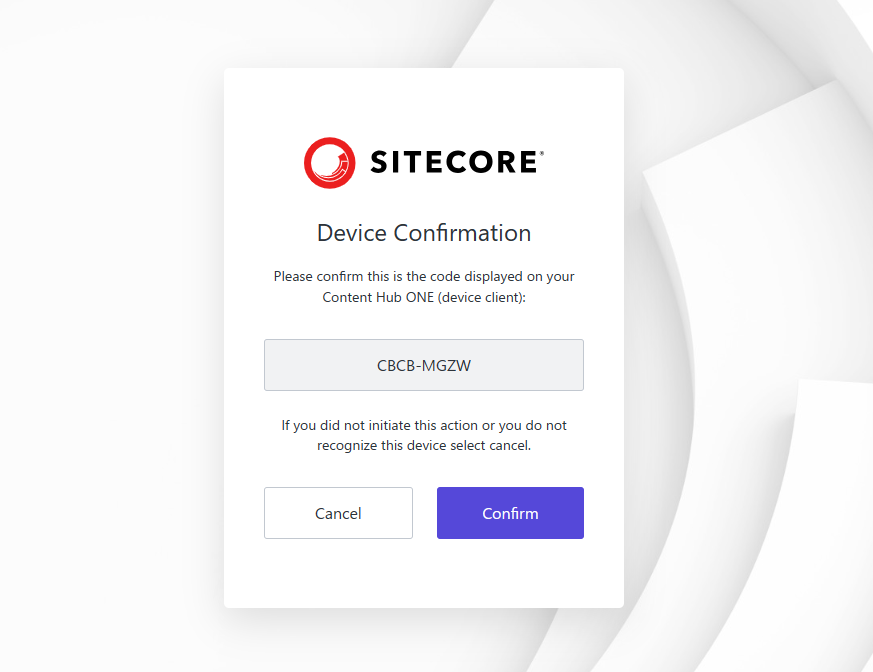 SITECORE®
Device Confirmation
Please confirm this is the code displayed on your
Content Hub ONE (device client):
CBCB-MGZW
If you did not initiate this action or you do not
recognize this device select cancel.
Cancel
Confirm